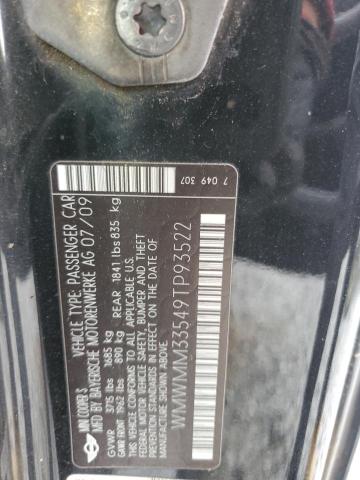 MINI COOPER S VEHICLE TYPE: PASSENGER CAR
MFD BY BAYERISCHE MOTORENWERKE AG 07/09
GVWR 3715 lbs 1685 kg
GAWR FRONT 1962 lbs 890 kg REAR 1841 lbs 835 kg
THIS VEHICLE CONFORMS TO ALL APPLICABLE U.S.
FEDERAL MOTOR VEHICLE SAFETY, BUMPER AND THEFT
PREVENTION STANDARDS IN EFFECT ON THE DATE OF
MANUFACTURE SHOWN ABOVE.
WMWMM33549TP93522
7 049 307